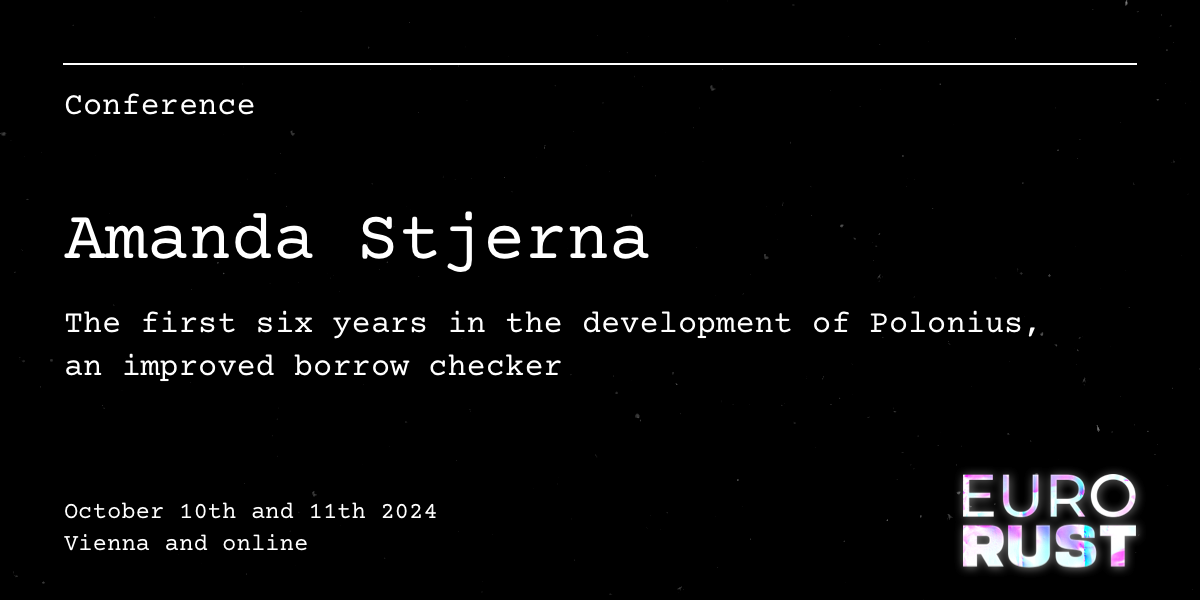 Conference
Amanda Stjerna
The first six years in the development of Polonius,
an improved borrow checker
October 10th and 11th 2024
Vienna and online
EURO
RUST